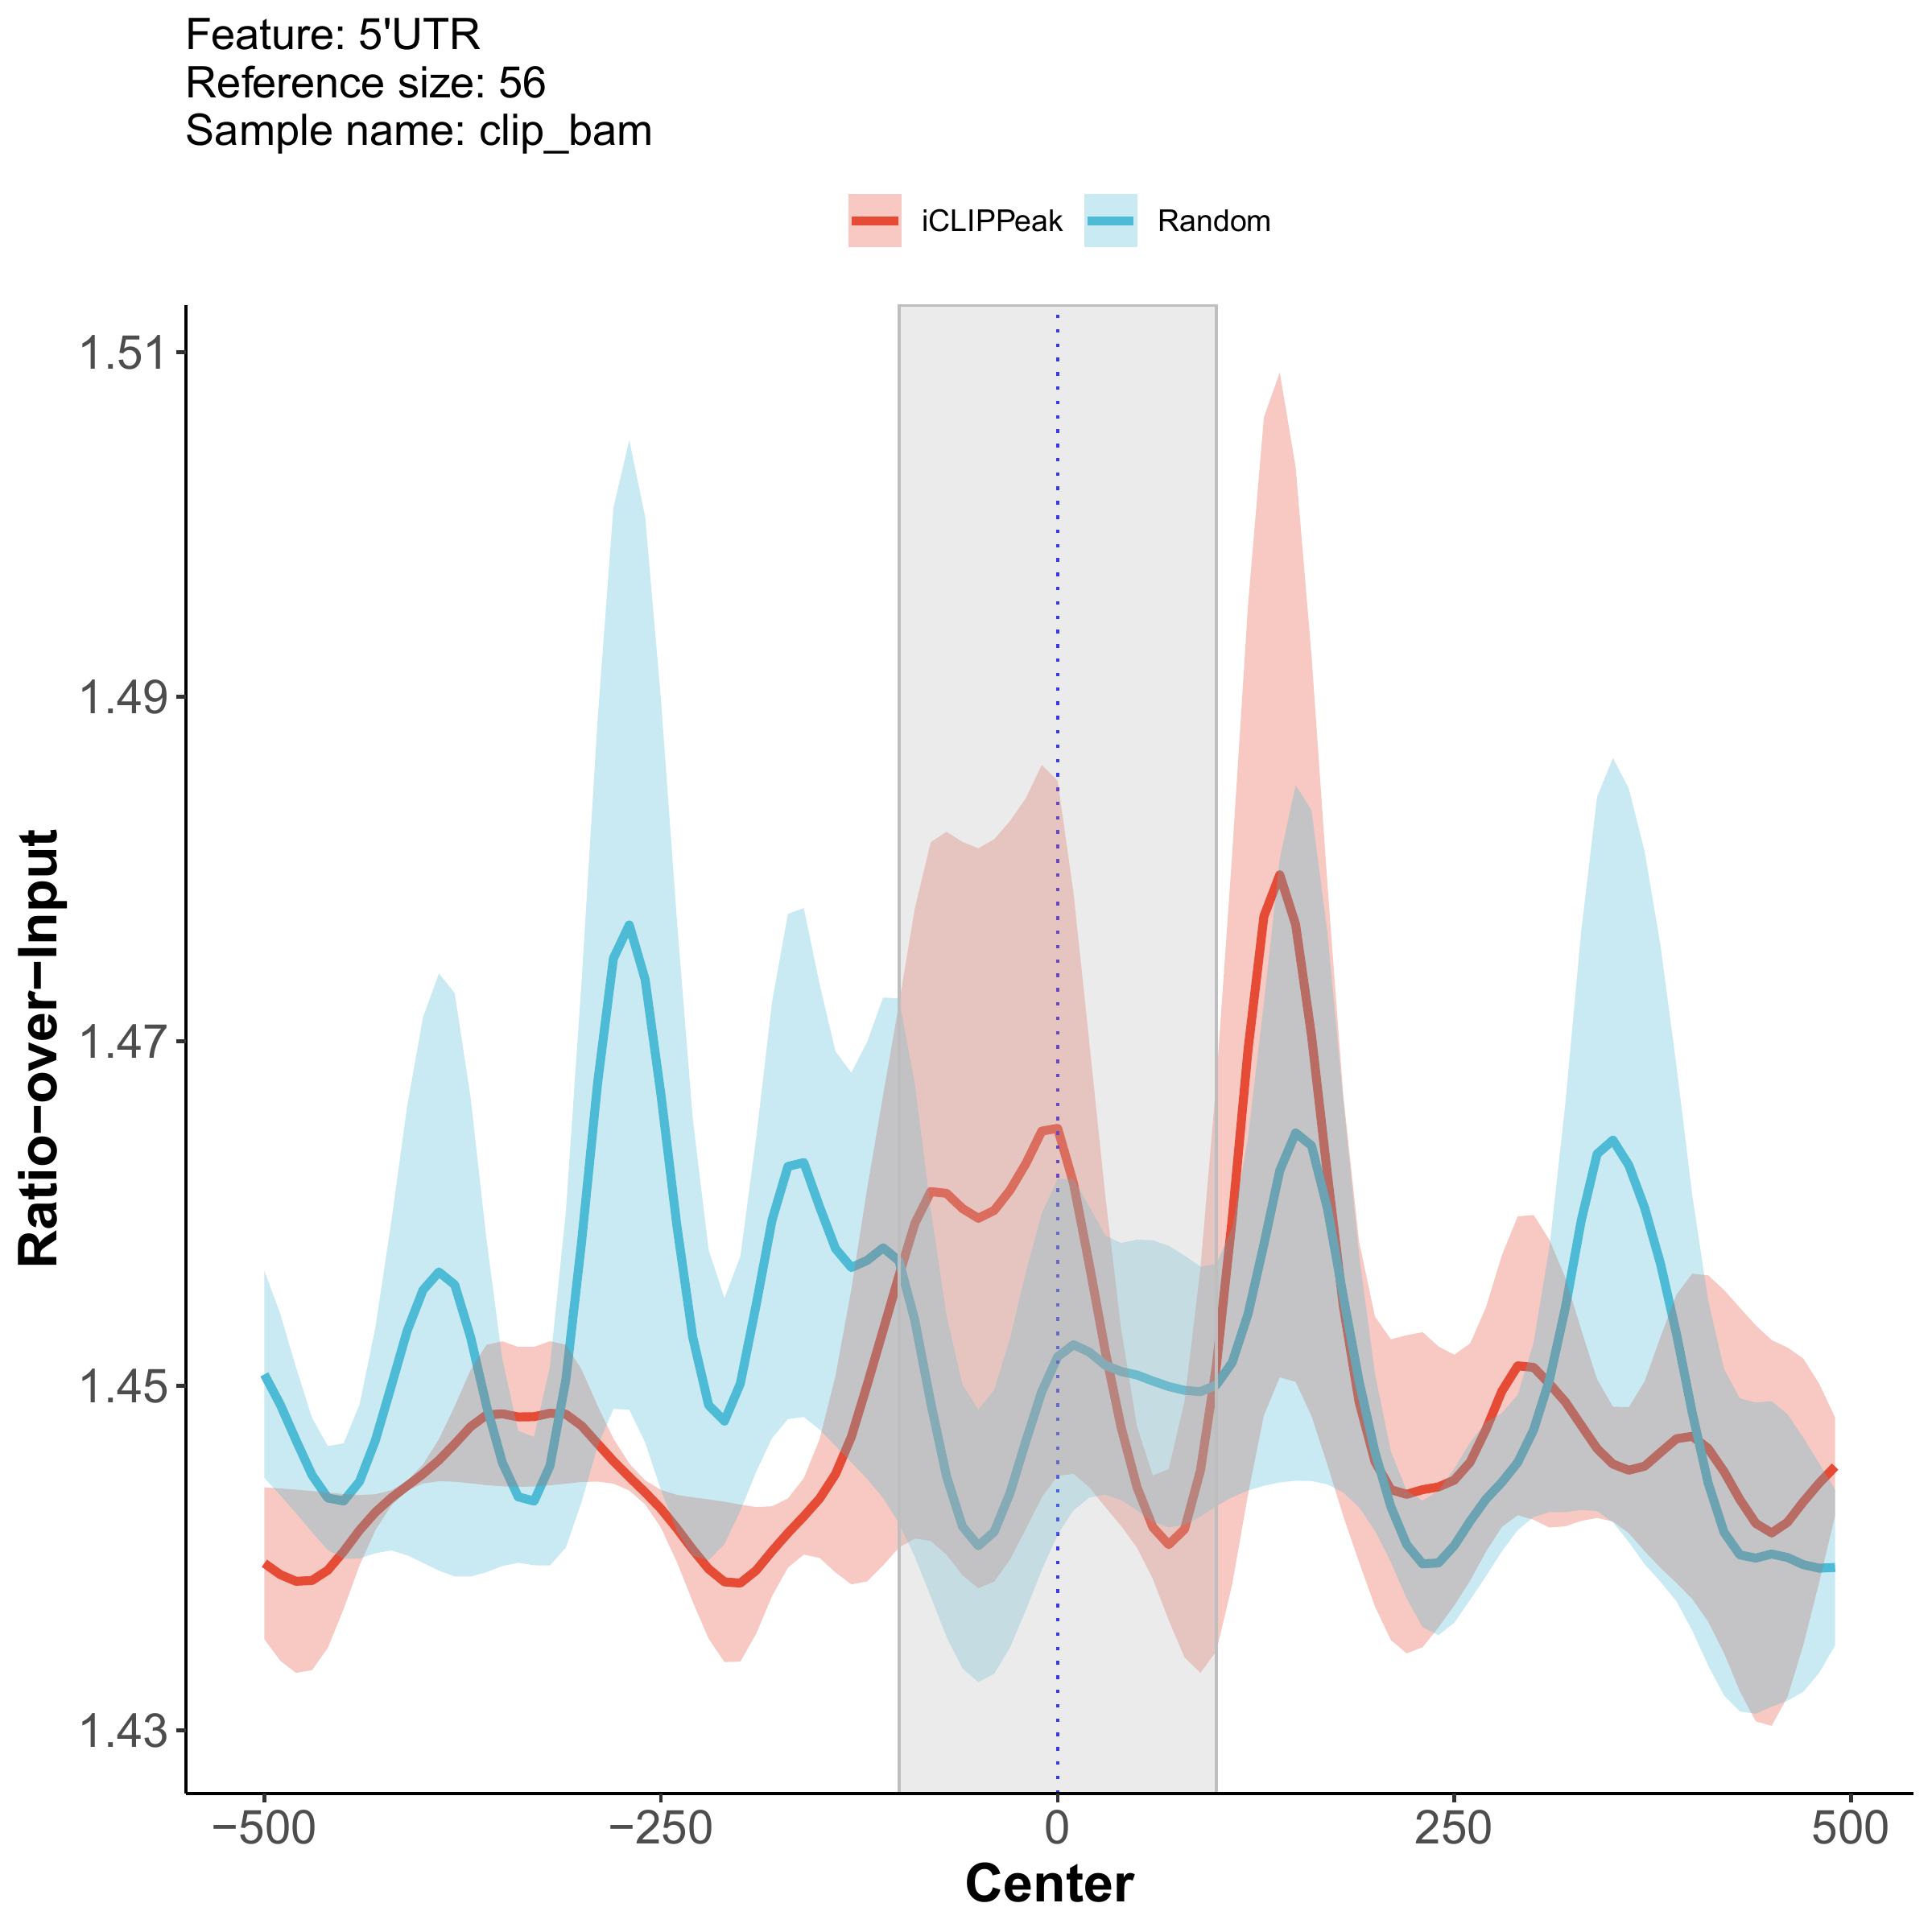 Feature: 5'UTR
Reference size: 56
Sample name: clip_bam
iCLIPPeak Random
1.51
1.49
1.47
1.45
1.43
Ratio−over−Input
−500 −250 0 250 500
Center